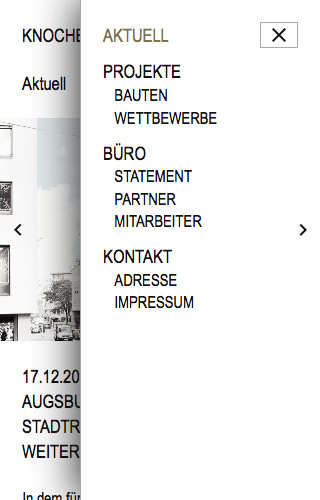 KNOCHE
Aktuell
17.12.20
AUGSBU
STADTR
WEITER
In dem für
AKTUELL
PROJEKTE
BAUTEN
WETTBEWERBE
BÜRO
STATEMENT
PARTNER
MITARBEITER
KONTAKT
ADRESSE
IMPRESSUM